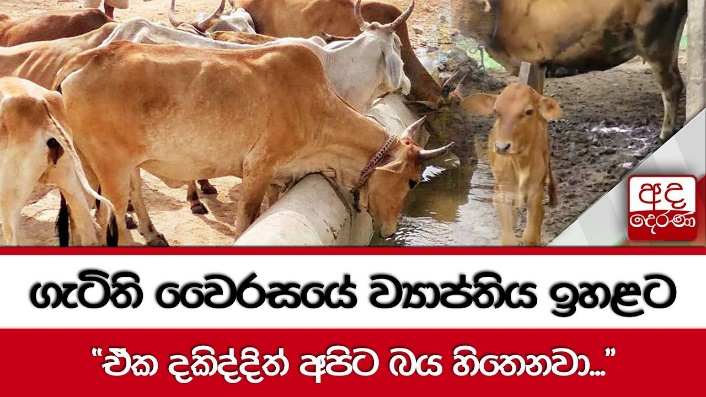 අද
දෙරණ
ගැටිති වෛරසයේ ව්‍යාප්තිය ඉහළට
“ඒක දකිද්දිත් අපිට බය හිතෙනවා...”